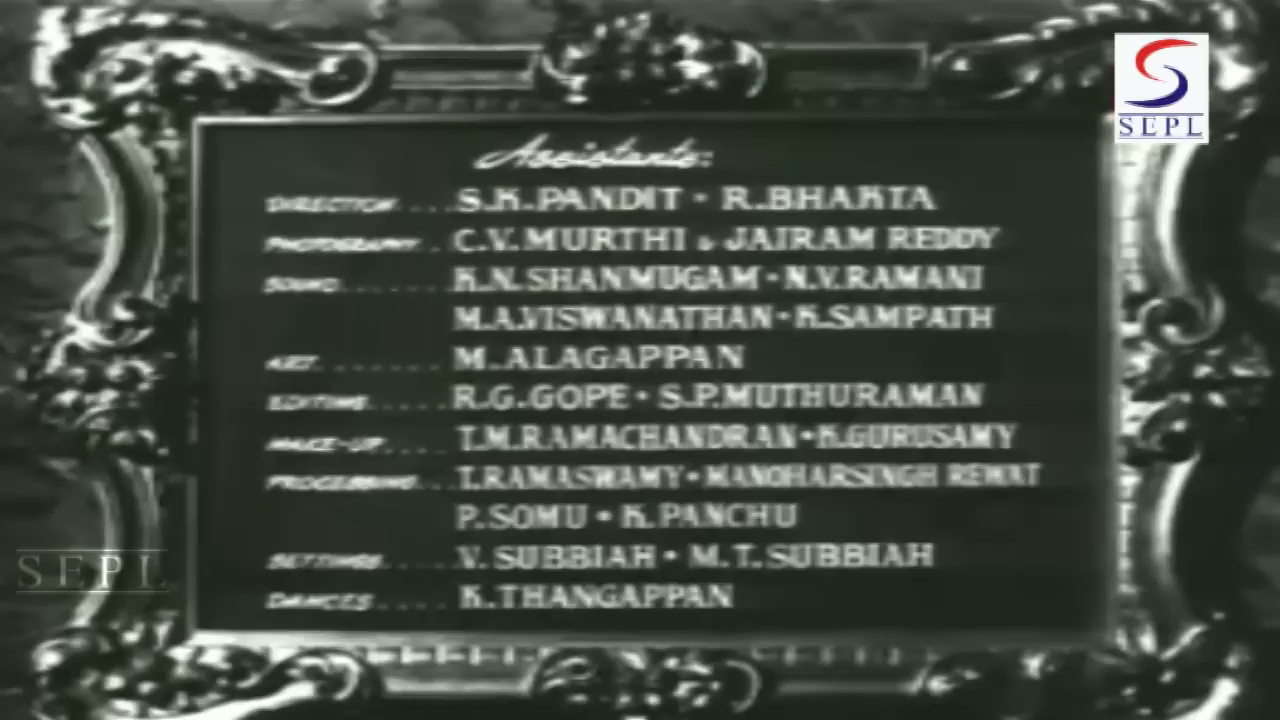 SEPL
Assistants:
DIRECTION....S.K.PANDIT • R.BHAKTA
PHOTOGRAPHY..C.V.MURTHI & JAIRAM REDDY
SOUND.......K.N.SHANMUGAM • N.V.RAMANI
M.A.VISWANATHAN • K.SAMPATH
ART........M.ALAGAPPAN
EDITING.....R.G.GOPE • S.P.MUTHURAMAN
MAKE-UP....T.M.RAMACHANDRAN • K.GURUSAMY
PROCESSING..T.RAMASWAMY • MANOHARSINGH REWAT
P.SOMU • K.PANCHU
SETTINGS.....V.SUBBIAH • M.T.SUBBIAH
SEPL
DANCES.....K.THANGAPPAN